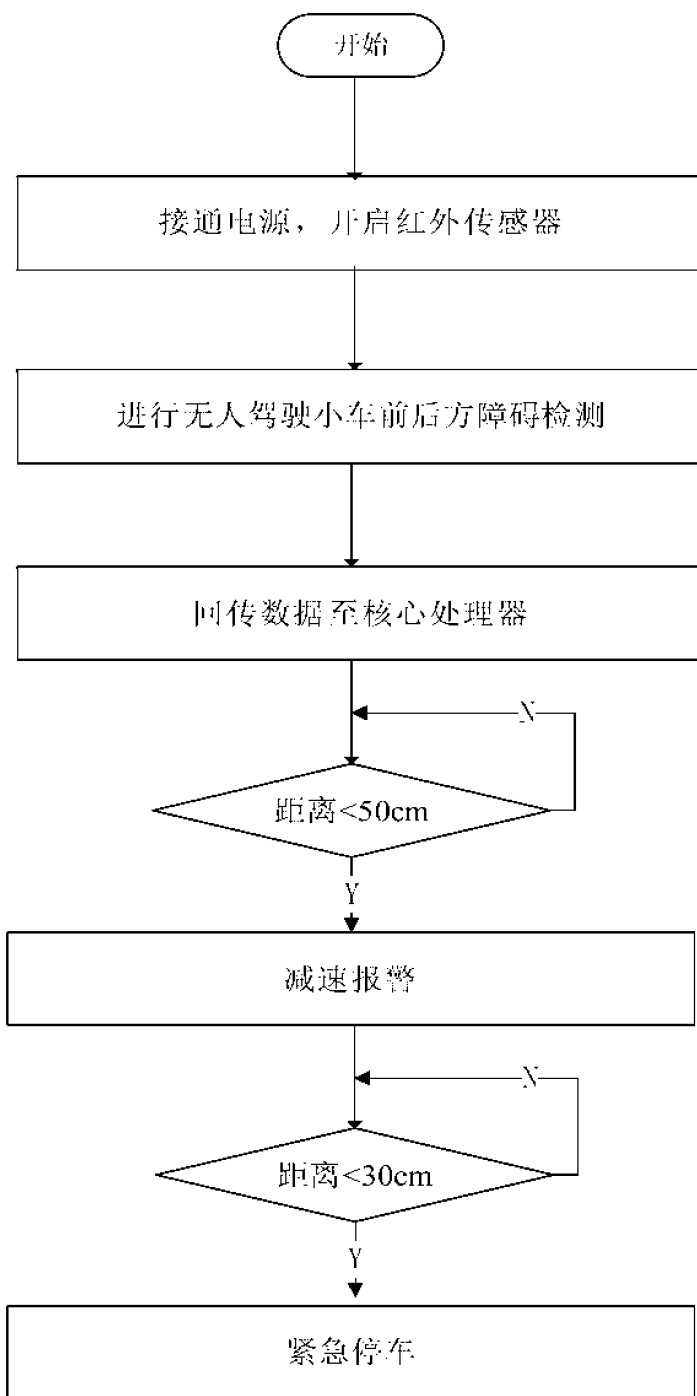 开始
接通电源，开启红外传感器
进行无人驾驶小车前后方障碍检测
回传数据至核心处理器
N
距离<50cm
Y
减速报警
N
距离<30cm
Y
紧急停车